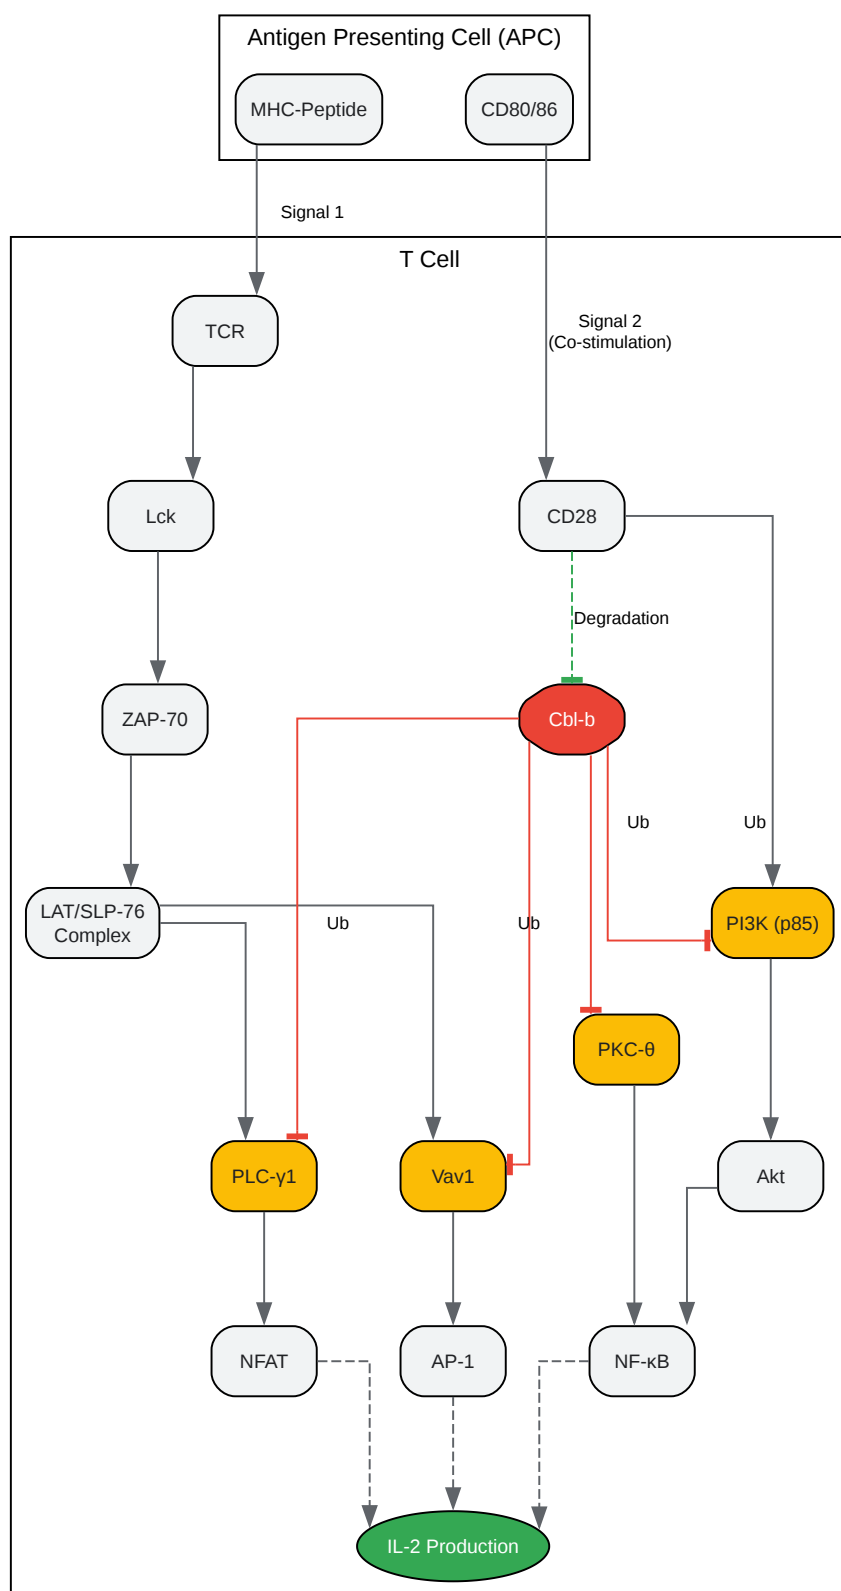 Antigen Presenting Cell (APC)
MHC-Peptide
CD80/86
Signal 1
T Cell
TCR
Signal 2
(Co-stimulation)
Lck
CD28
Degradation
ZAP-70
Cbl-b
Ub
Ub
LAT/SLP-76
Complex
Ub
Ub
PI3K (p85)
PKC-θ
PLC-γ1
Vav1
Akt
NFAT
AP-1
NF-κB
IL-2 Production